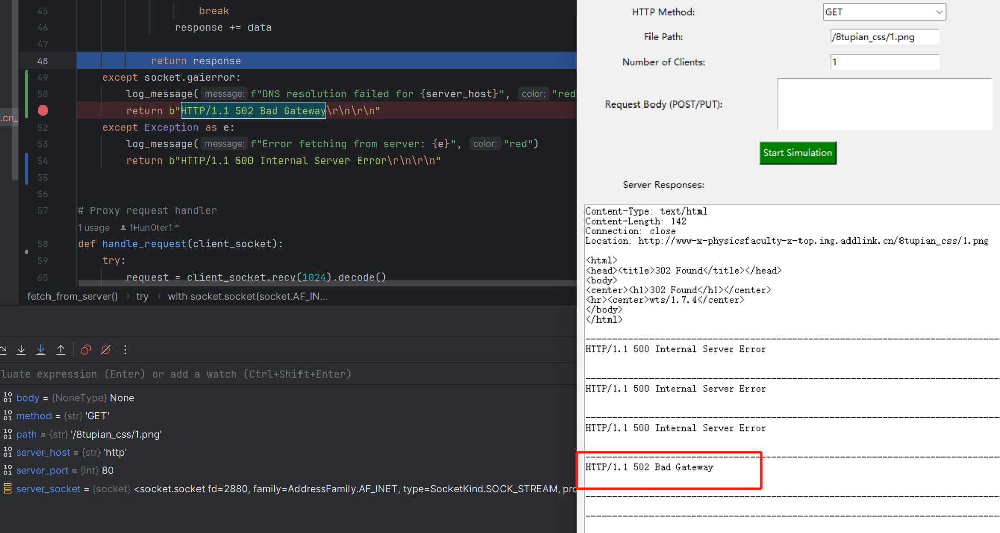 45 break
46 response += data
47
48 return response
49 except socket.gaierror:
50 log_message( message: f"DNS resolution failed for {server_host}", color: "red
return b"HTTP/1.1 502 Bad Gateway\r\n\r\n"
52 except Exception as e:
53 log_message( message: f"Error fetching from server: {e}", color: "red")
54 return b"HTTP/1.1 500 Internal Server Error\r\n\r\n"
55
56
57 # Proxy request handler
1 usage 1Hun0ter1 *
58 def handle_request(client_socket):
59 try:
60 request = client_socket.recv(1024).decode()
.cn_
fetch_from_server() › try › with socket.socket(socket.AF_IN...
luate expression (Enter) or add a watch (Ctrl+Shift+Enter)
body = {NoneType} None
method = {str} 'GET'
path = {str} '/8tupian_css/1.png'
server_host = {str} 'http'
server_port = {int} 80
server_socket = {socket} <socket.socket fd=2880, family=AddressFamily.AF_INET, type=SocketKind.SOCK_STREAM, pro
HTTP Method: GET
File Path: /8tupian_css/1.png
Number of Clients: 1
Request Body (POST/PUT):
Start Simulation
Server Responses:
Content-Type: text/html
Content-Length: 142
Connection: close
Location: http://www-x-physicsfaculty-x-top.img.addlink.cn/8tupian_css/1.png
<html>
<head><title>302 Found</title></head>
<body>
<center><h1>302 Found</h1></center>
<hr><center>wts/1.7.4</center>
</body>
</html>
HTTP/1.1 500 Internal Server Error
HTTP/1.1 500 Internal Server Error
HTTP/1.1 500 Internal Server Error
HTTP/1.1 502 Bad Gateway